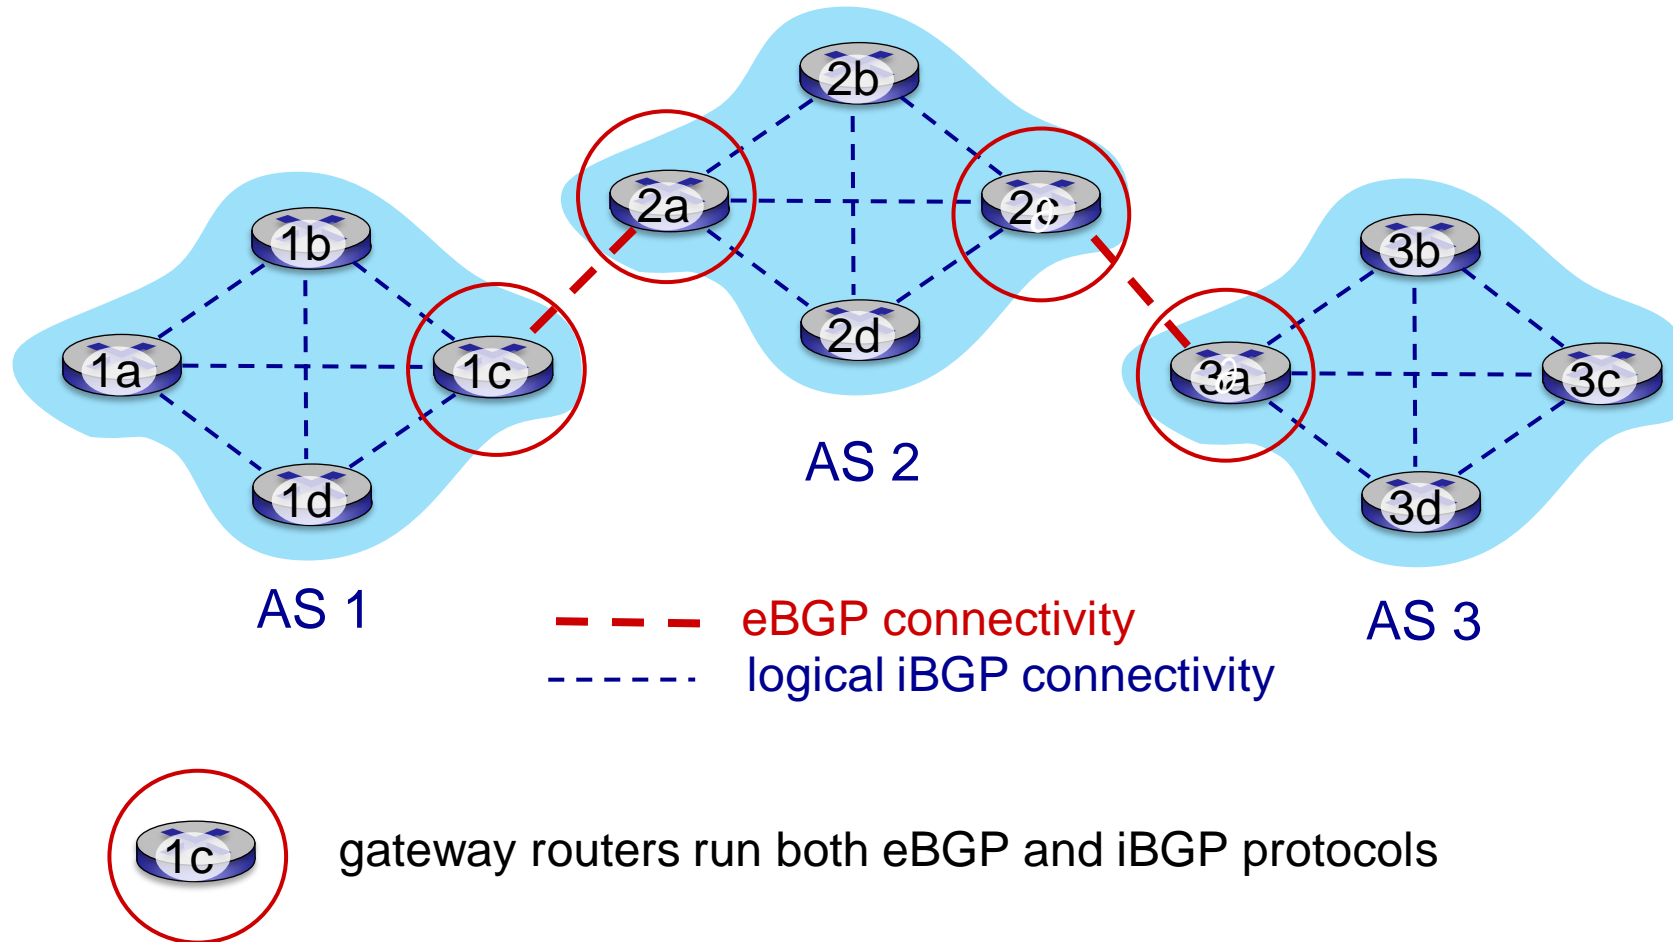 2b
2a
2c
1b
3b
2d
1a
1c
3a
3c
AS 2
1d
3d
AS 1
eBGP connectivity
AS 3
logical iBGP connectivity
1c
gateway routers run both eBGP and iBGP protocols